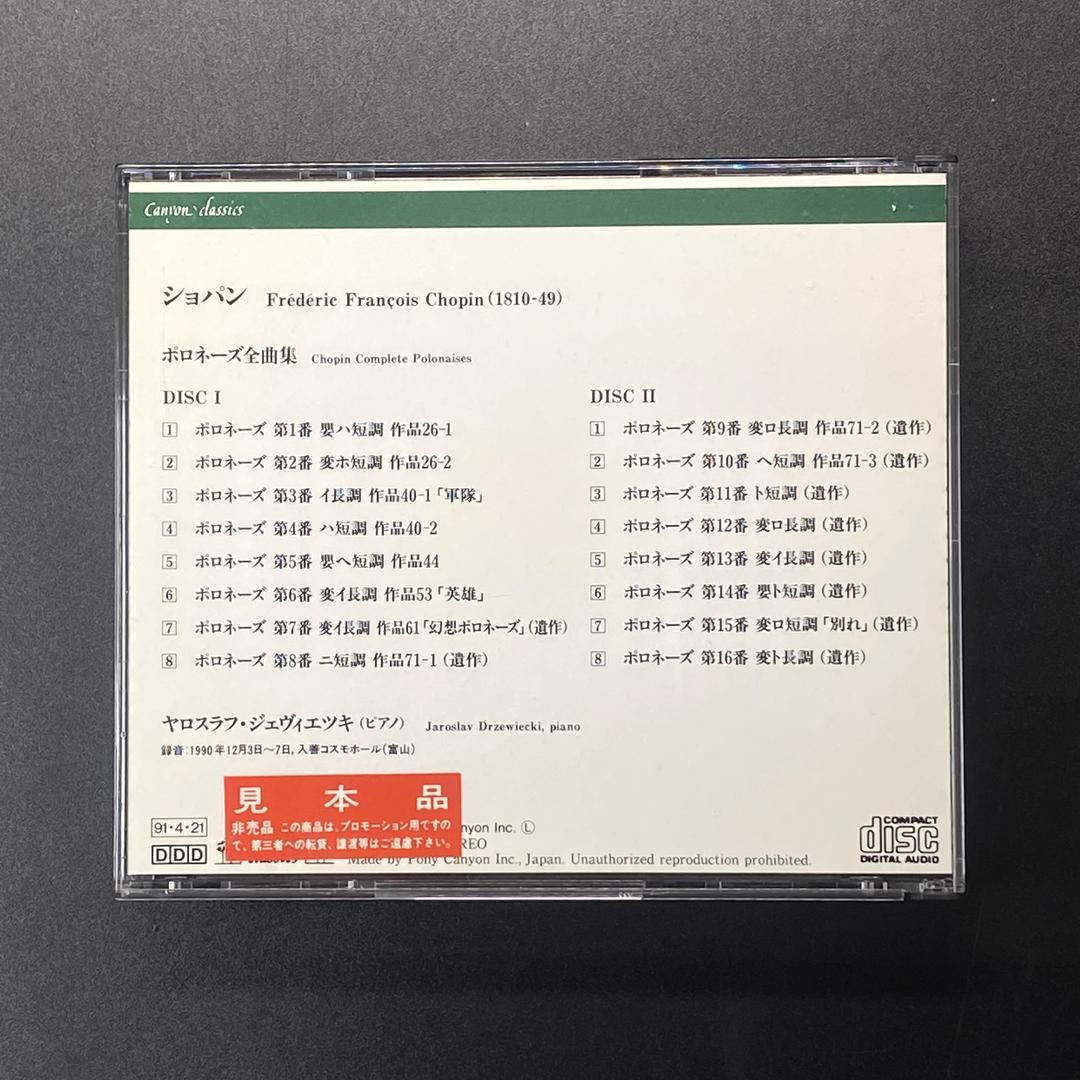 Canyon classics
ショパン Frédéric François Chopin (1810-49)
ポロネーズ全曲集 Chopin Complete Polonaises
DISC I
1 ポロネーズ 第1番 嬰ハ短調 作品26-1
2 ポロネーズ 第2番 変ホ短調 作品26-2
3 ポロネーズ 第3番 イ長調 作品40-1「軍隊」
4 ポロネーズ 第4番 ハ短調 作品40-2
5 ポロネーズ 第5番 嬰ヘ短調 作品44
6 ポロネーズ 第6番 変イ長調 作品53「英雄」
7 ポロネーズ 第7番 変イ長調 作品61「幻想ポロネーズ」(遺作)
8 ポロネーズ 第8番 ニ短調 作品71-1 (遺作)
DISC II
1 ポロネーズ 第9番 変ロ長調 作品71-2 (遺作)
2 ポロネーズ 第10番 ヘ短調 作品71-3 (遺作)
3 ポロネーズ 第11番 ト短調 (遺作)
4 ポロネーズ 第12番 変ロ長調 (遺作)
5 ポロネーズ 第13番 変イ長調 (遺作)
6 ポロネーズ 第14番 嬰ト短調 (遺作)
7 ポロネーズ 第15番 変ロ短調「別れ」(遺作)
8 ポロネーズ 第16番 変ト長調 (遺作)
ヤロスラフ・ジェヴィエツキ (ピアノ) Jaroslav Drzewiecki, piano
録音:1990年12月3日〜7日, 入善コスモホール(富山)
見本品
非売品 この商品は、プロモーション用ですの
で、第三者への転貸、譲渡等はご遠慮下さい。
91・4・21
DDD
nyon Inc. Ⓛ
REO
Made by Pony Canyon Inc., Japan. Unauthorized reproduction prohibited.
COMPACT
disc
DIGITAL AUDIO